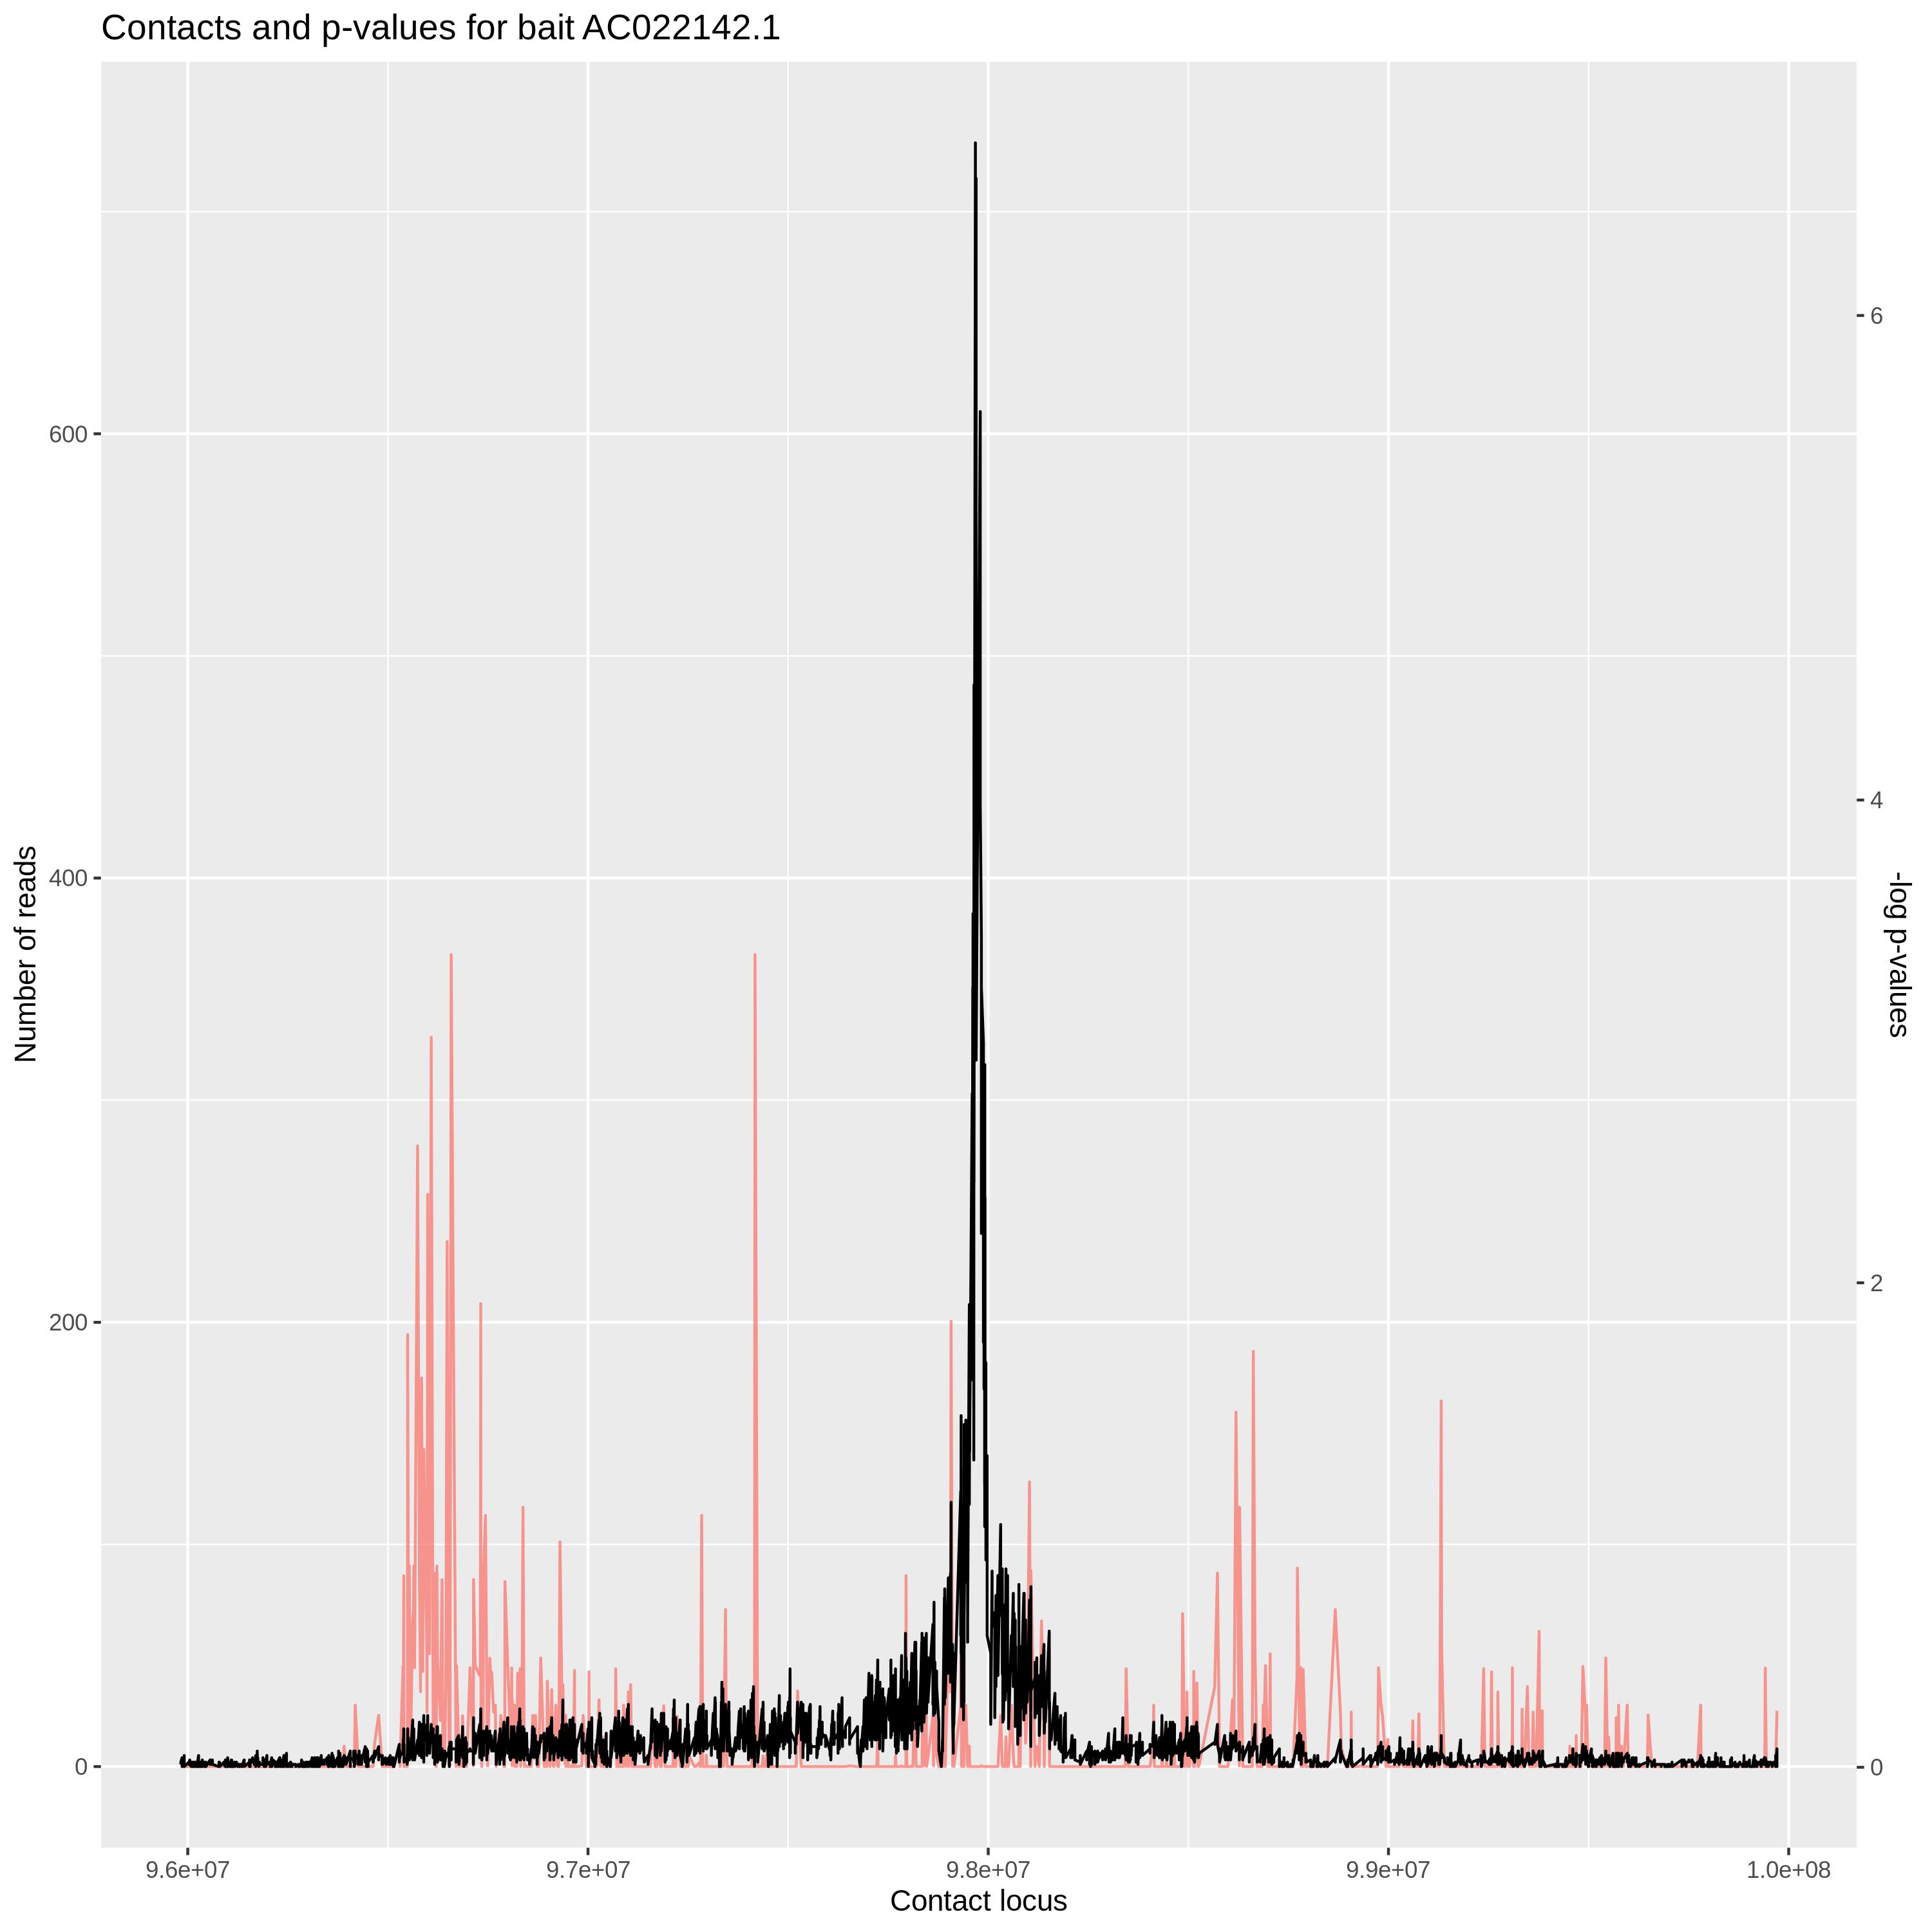 Contacts and p-values for bait AC022142.1
Number of reads
600
400
200
0
6
4
2
0
-log p-values
9.6e+07 9.7e+07 9.8e+07 9.9e+07 1.0e+08
Contact locus